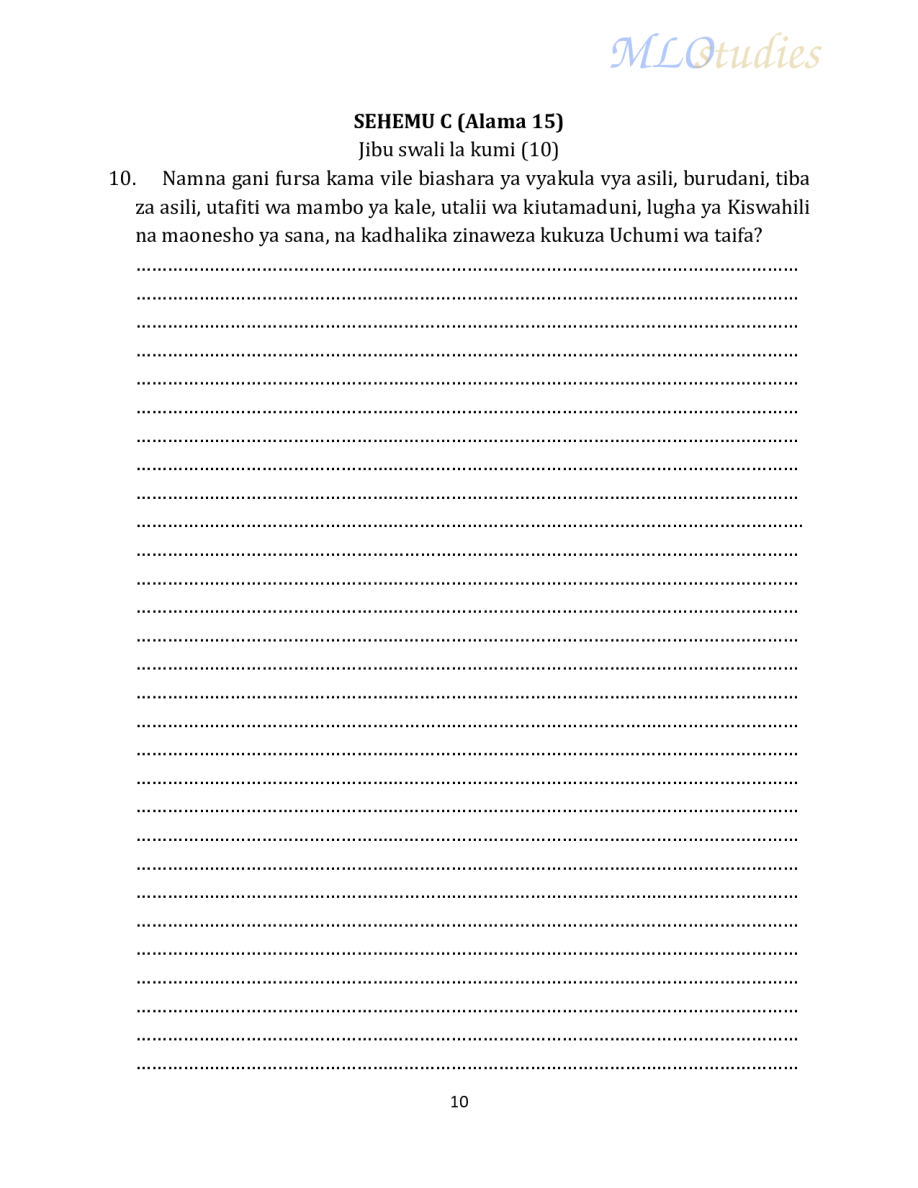 MLOstudies
SEHEMU C (Alama 15)
Jibu swali la kumi (10)
10. Namna gani fursa kama vile biashara ya vyakula vya asili, burudani, tiba
za asili, utafiti wa mambo ya kale, utalii wa kiutamaduni, lugha ya Kiswahili
na maonesho ya sana, na kadhalika zinaweza kukuza Uchumi wa taifa?
10